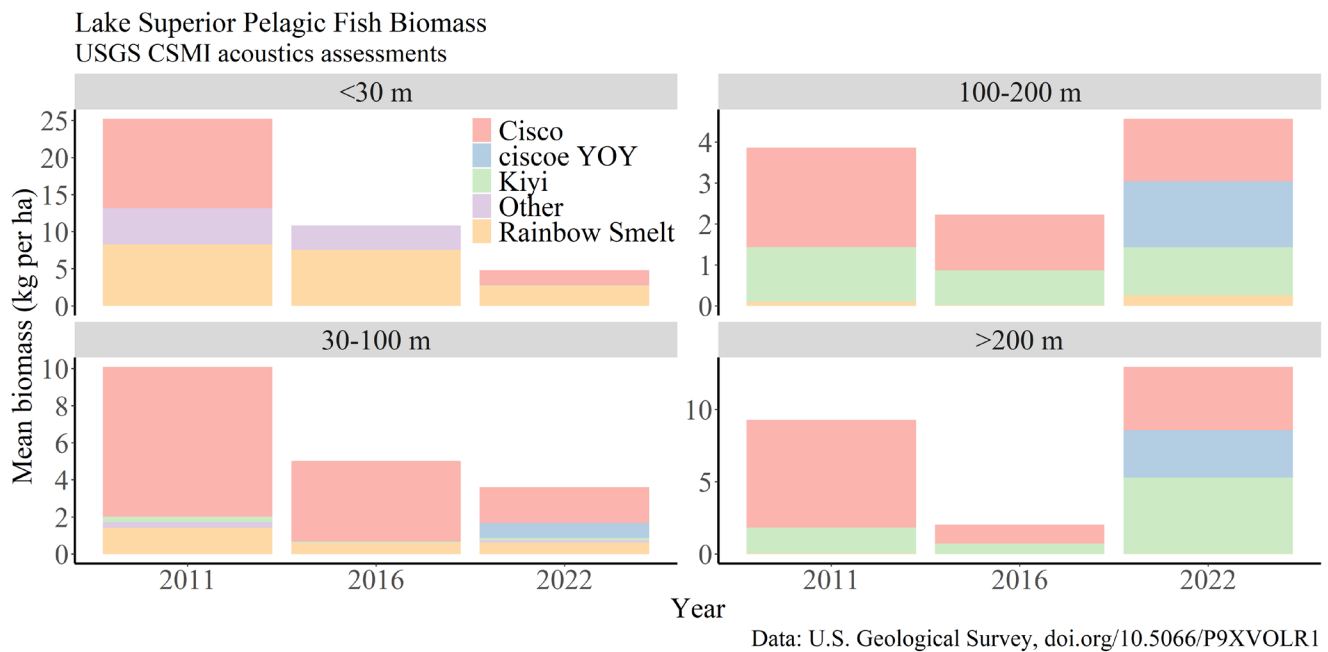 Lake Superior Pelagic Fish Biomass
USGS CSMI acoustics assessments
<30 m
25
20
15
10
5
0
Cisco
ciscoe YOY
Kiyi
Other
Rainbow Smelt
100-200 m
4
3
2
1
0
30-100 m
10
8
6
4
2
0
2011
2016
2022
>200 m
10
5
0
2011
2016
2022
Mean biomass (kg per ha)
Year
Data: U.S. Geological Survey, doi.org/10.5066/P9XVOLR1